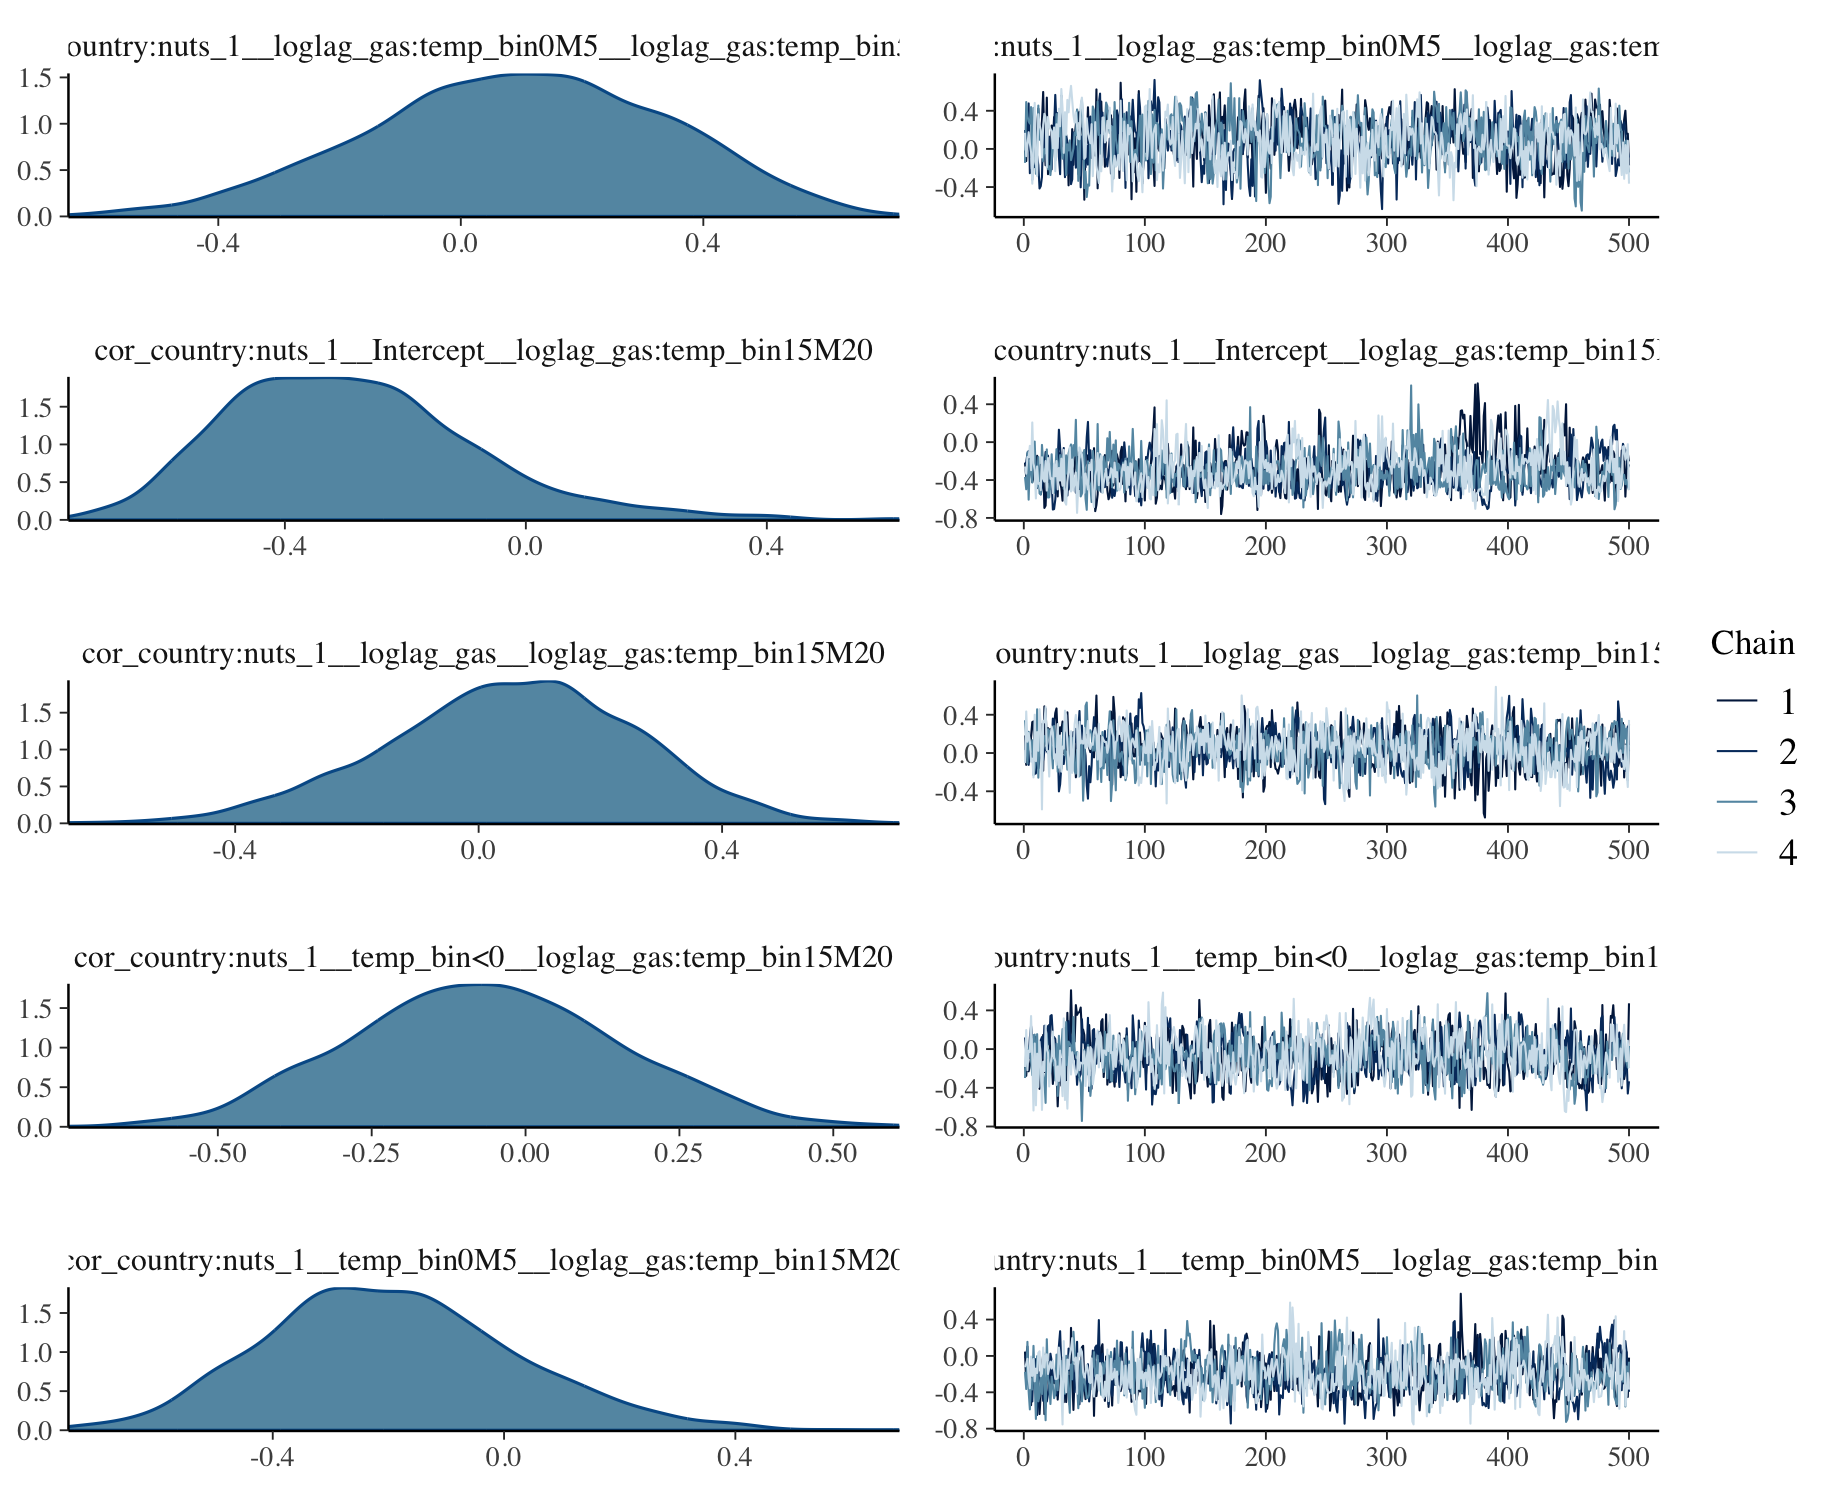 ountry:nuts_1__loglag_gas:temp_bin0M5__loglag_gas:temp_bin
:nuts_1__loglag_gas:temp_bin0M5__loglag_gas:tem
1.5
1.0
0.5
0.0
-0.4 0.0 0.4
0.4
0.0
-0.4
0 100 200 300 400 500
cor_country:nuts_1__Intercept__loglag_gas:temp_bin15M20
country:nuts_1__Intercept__loglag_gas:temp_bin15
1.5
1.0
0.5
0.0
-0.4 0.0 0.4
0.4
0.0
-0.4
-0.8
0 100 200 300 400 500
cor_country:nuts_1__loglag_gas__loglag_gas:temp_bin15M20
ountry:nuts_1__loglag_gas__loglag_gas:temp_bin15
1.5
1.0
0.5
0.0
-0.4 0.0 0.4
0.4
0.0
-0.4
0 100 200 300 400 500
Chain
1
2
3
4
cor_country:nuts_1__temp_bin<0__loglag_gas:temp_bin15M20
ountry:nuts_1__temp_bin<0__loglag_gas:temp_bin1
1.5
1.0
0.5
0.0
-0.50 -0.25 0.00 0.25 0.50
0.4
0.0
-0.4
-0.8
0 100 200 300 400 500
cor_country:nuts_1__temp_bin0M5__loglag_gas:temp_bin15M20
untry:nuts_1__temp_bin0M5__loglag_gas:temp_bin
1.5
1.0
0.5
0.0
-0.4 0.0 0.4
0.4
0.0
-0.4
-0.8
0 100 200 300 400 500